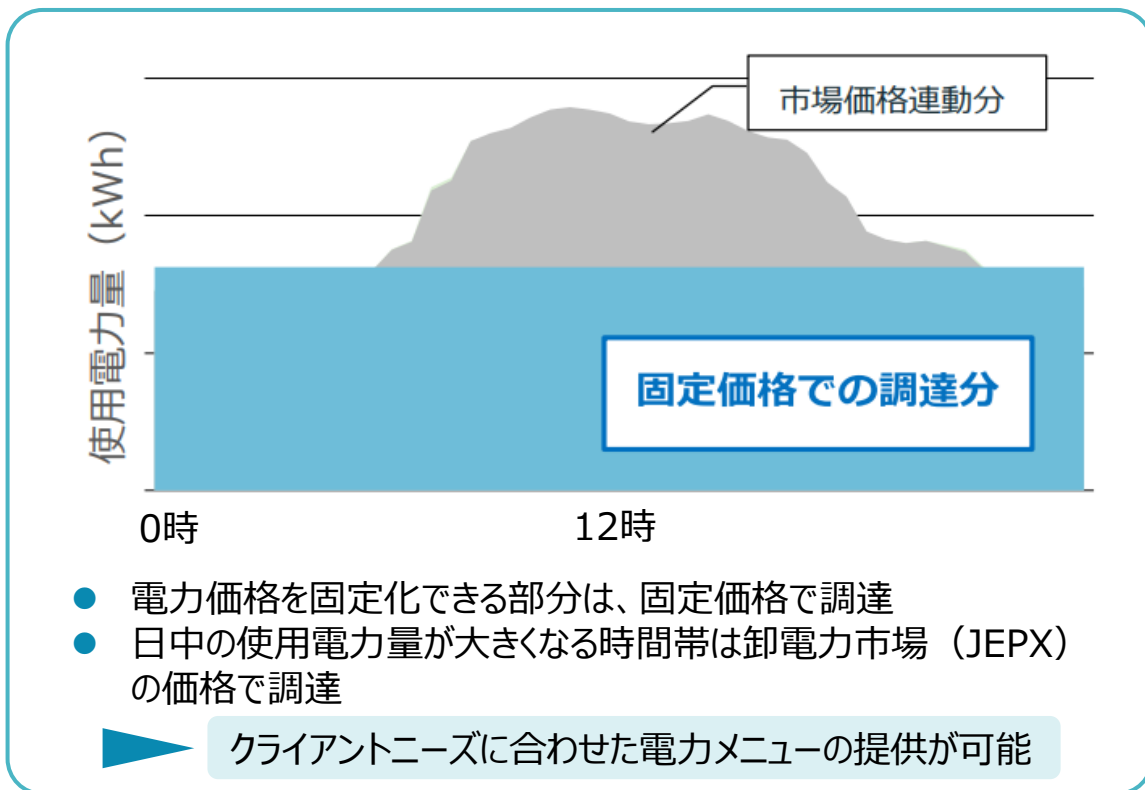 市場価格連動分
使用電力量（kWh）
固定価格での調達分
0時
12時
● 電力価格を固定化できる部分は、固定価格で調達
● 日中の使用電力量が大きくなる時間帯は卸電力市場（JEPX）
の価格で調達
クライアントニーズに合わせた電力メニューの提供が可能